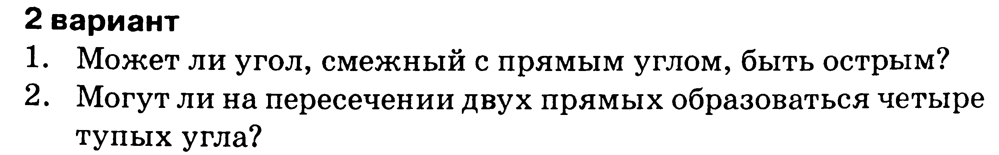 2 вариант
1. Может ли угол, смежный с прямым углом, быть острым?
2. Могут ли на пересечении двух прямых образоваться четыре
тупых угла?